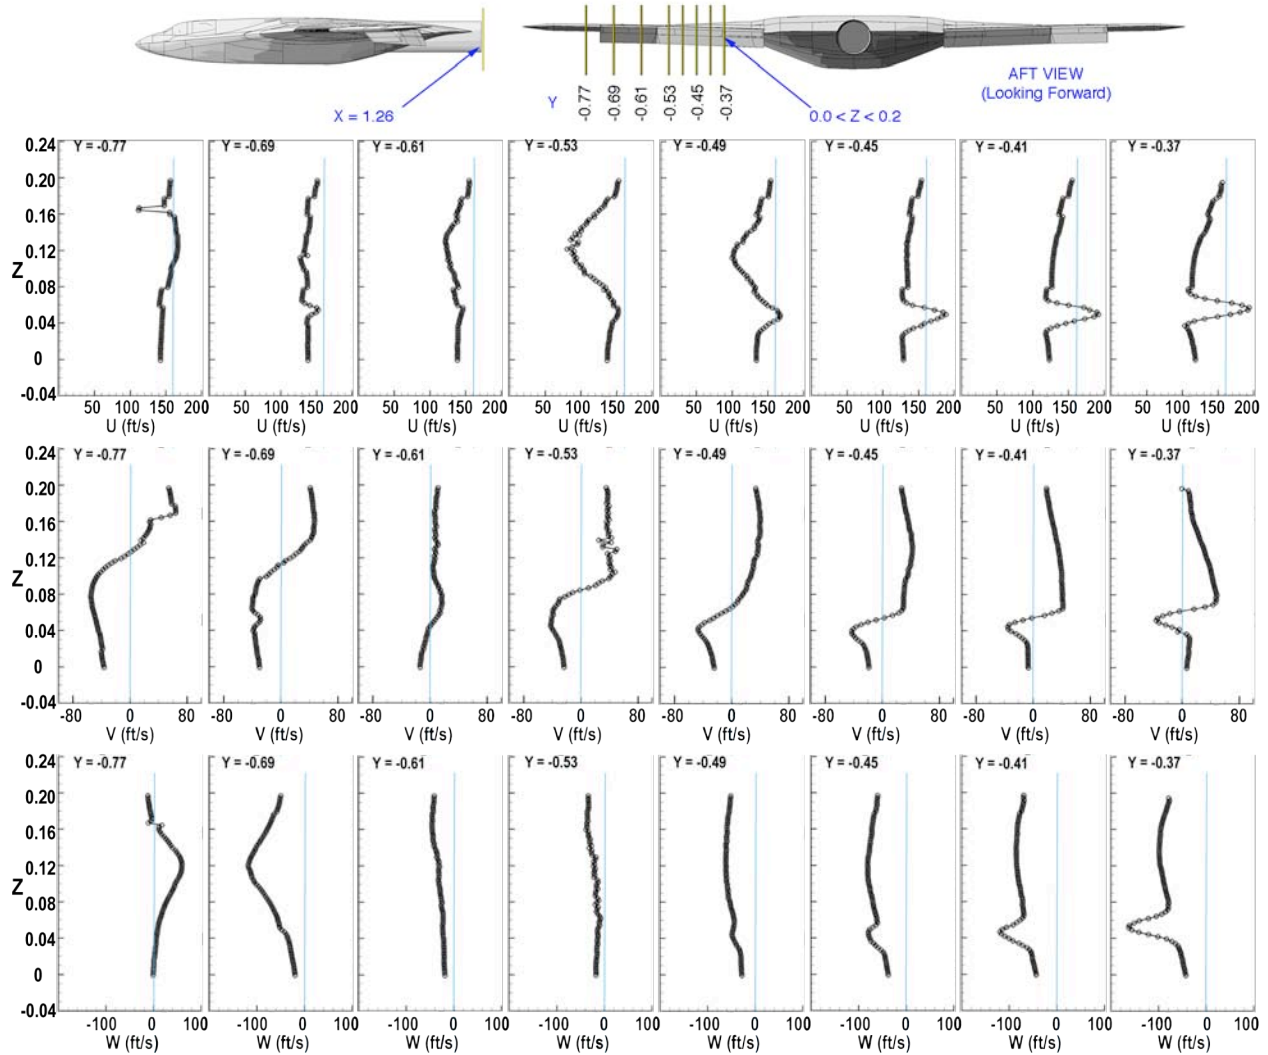 AFT VIEW
(Looking Forward)
Y
-0.77
-0.69
-0.61
-0.53
-0.45
-0.37
X = 1.26
0.0 < Z < 0.2
Y = -0.77 Y = -0.69 Y = -0.61 Y = -0.53 Y = -0.49 Y = -0.45 Y = -0.41 Y = -0.37
0.24
0.20
0.16
0.12
Z
0.08
0.04
0
-0.04
50 100 150 200 50 100 150 200 50 100 150 200 50 100 150 200 50 100 150 200 50 100 150 200 50 100 150 200 50 100 150 200
U (ft/s) U (ft/s) U (ft/s) U (ft/s) U (ft/s) U (ft/s) U (ft/s) U (ft/s)
Y = -0.77 Y = -0.69 Y = -0.61 Y = -0.53 Y = -0.49 Y = -0.45 Y = -0.41 Y = -0.37
0.24
0.20
0.16
0.12
Z
0.08
0.04
0
-0.04
-80 0 80 -80 0 80 -80 0 80 -80 0 80 -80 0 80 -80 0 80 -80 0 80 -80 0 80
V (ft/s) V (ft/s) V (ft/s) V (ft/s) V (ft/s) V (ft/s) V (ft/s) V (ft/s)
Y = -0.77 Y = -0.69 Y = -0.61 Y = -0.53 Y = -0.49 Y = -0.45 Y = -0.41 Y = -0.37
0.24
0.20
0.16
0.12
Z
0.08
0.04
0
-0.04
-100 0 100 -100 0 100 -100 0 100 -100 0 100 -100 0 100 -100 0 100 -100 0 100 -100 0 100
W (ft/s) W (ft/s) W (ft/s) W (ft/s) W (ft/s) W (ft/s) W (ft/s) W (ft/s)